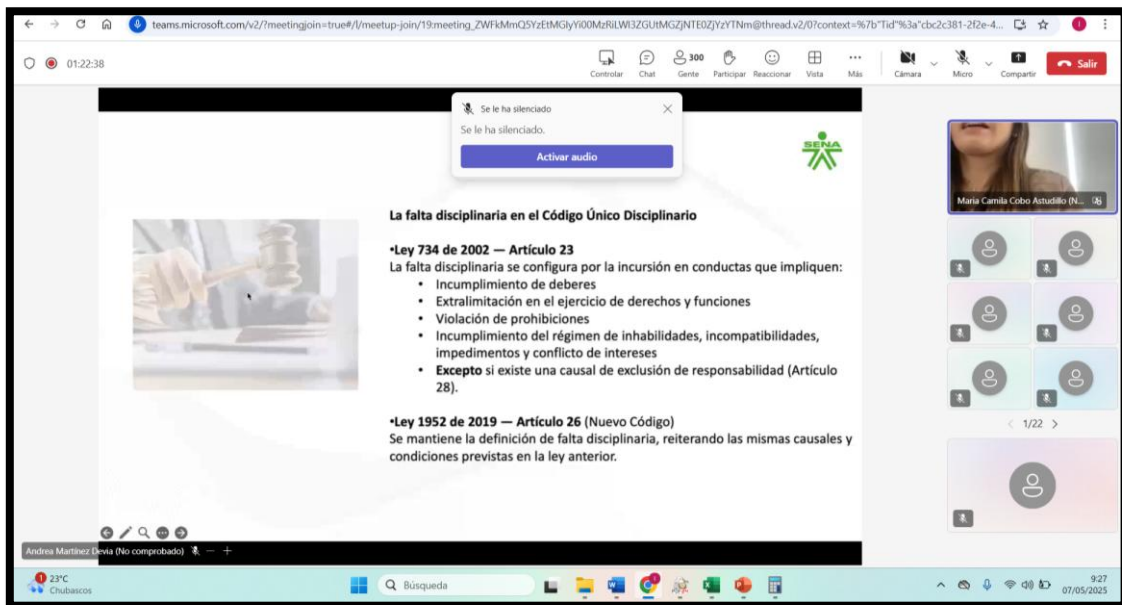 teams.microsoft.com/v2/?meetingjoin=true#/l/meetup-join/19:meeting_ZWFkMmQ5YzEtMGIyYi00MzRiLWI3ZGUtMGZjNTE0ZjYzYTNm@thread.v2/0?context=%7b"Tid"%3a"cbc2c381-2f2e-4...
01:22:38
Controlar
Chat
300
Gente
Participar
Reaccionar
Vista
Más
Cámara
Micro
Compartir
Salir
Se le ha silenciado
Se le ha silenciado.
Activar audio
SENA
La falta disciplinaria en el Código Único Disciplinario
•Ley 734 de 2002 — Artículo 23
La falta disciplinaria se configura por la incursión en conductas que impliquen:
• Incumplimiento de deberes
• Extralimitación en el ejercicio de derechos y funciones
• Violación de prohibiciones
• Incumplimiento del régimen de inhabilidades, incompatibilidades,
impedimentos y conflicto de intereses
• Excepto si existe una causal de exclusión de responsabilidad (Artículo
28).
•Ley 1952 de 2019 — Artículo 26 (Nuevo Código)
Se mantiene la definición de falta disciplinaria, reiterando las mismas causales y
condiciones previstas en la ley anterior.
Maria Camila Cobo Astudillo (N...
1/22
Andrea Martínez Devia (No comprobado)
1
23°C
Chubascos
Búsqueda
9:27
07/05/2025